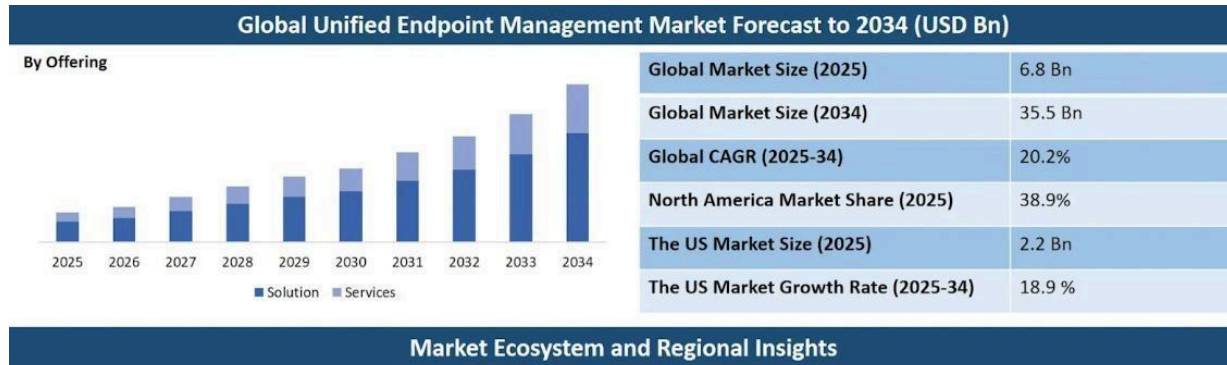 Global Unified Endpoint Management Market Forecast to 2034 (USD Bn)
By Offering
2025 2026 2027 2028 2029 2030 2031 2032 2033 2034
Solution Services
Global Market Size (2025) 6.8 Bn
Global Market Size (2034) 35.5 Bn
Global CAGR (2025-34) 20.2%
North America Market Share (2025) 38.9%
The US Market Size (2025) 2.2 Bn
The US Market Growth Rate (2025-34) 18.9 %
Market Ecosystem and Regional Insights